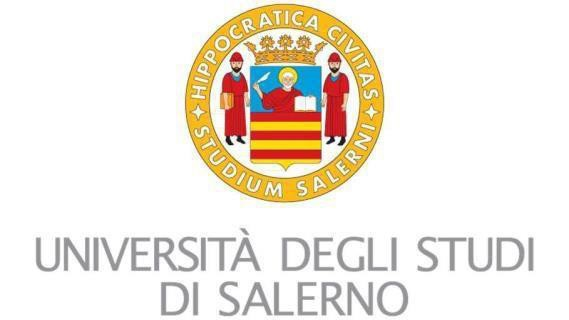 HIPPOCRATICA CIVITAS
STUDIUM SALERNI
UNIVERSITÀ DEGLI STUDI
DI SALERNO